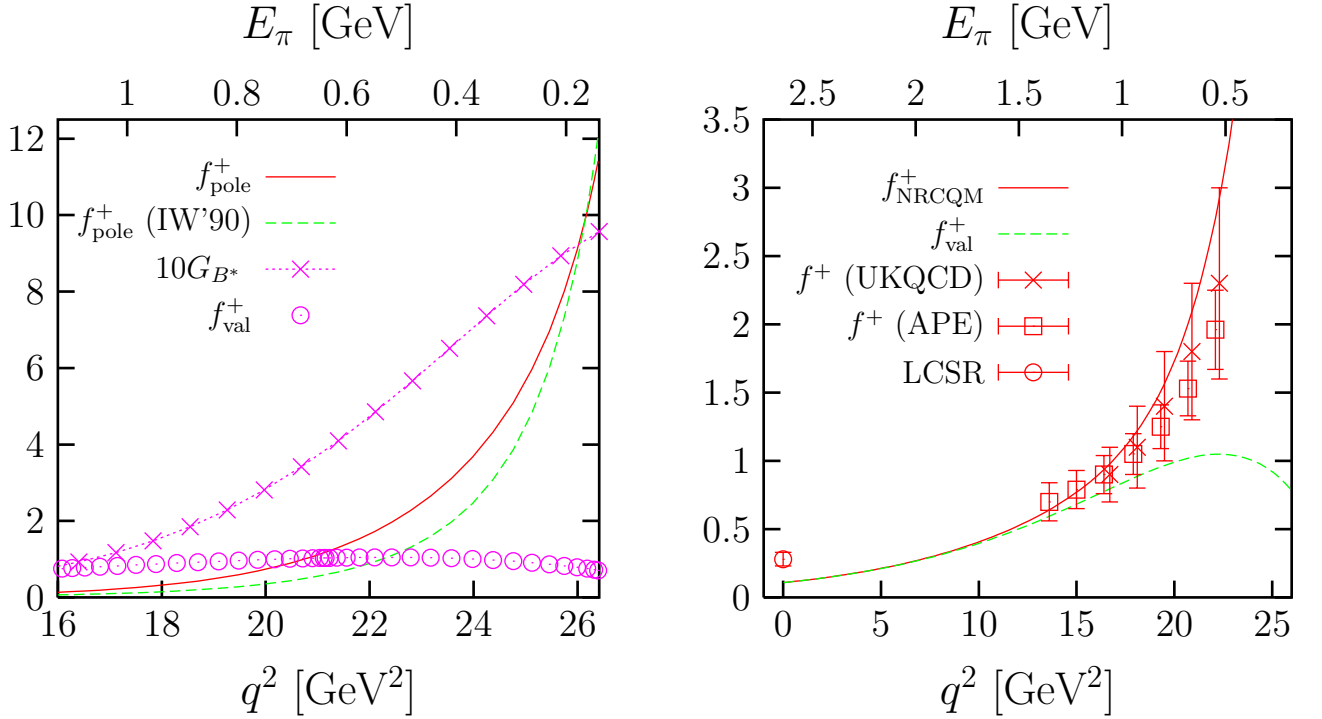 E_π [GeV]
1 0.8 0.6 0.4 0.2
12
10
8
6
4
2
0
f^+_pole
f^+_pole (IW'90)
10G_{B*}
f^+_val
16 18 20 22 24 26
q^2 [GeV^2]
E_π [GeV]
2.5 2 1.5 1 0.5
3.5
3
2.5
2
1.5
1
0.5
0
f^+_NRCQM
f^+_val
f^+ (UKQCD)
f^+ (APE)
LCSR
0 5 10 15 20 25
q^2 [GeV^2]